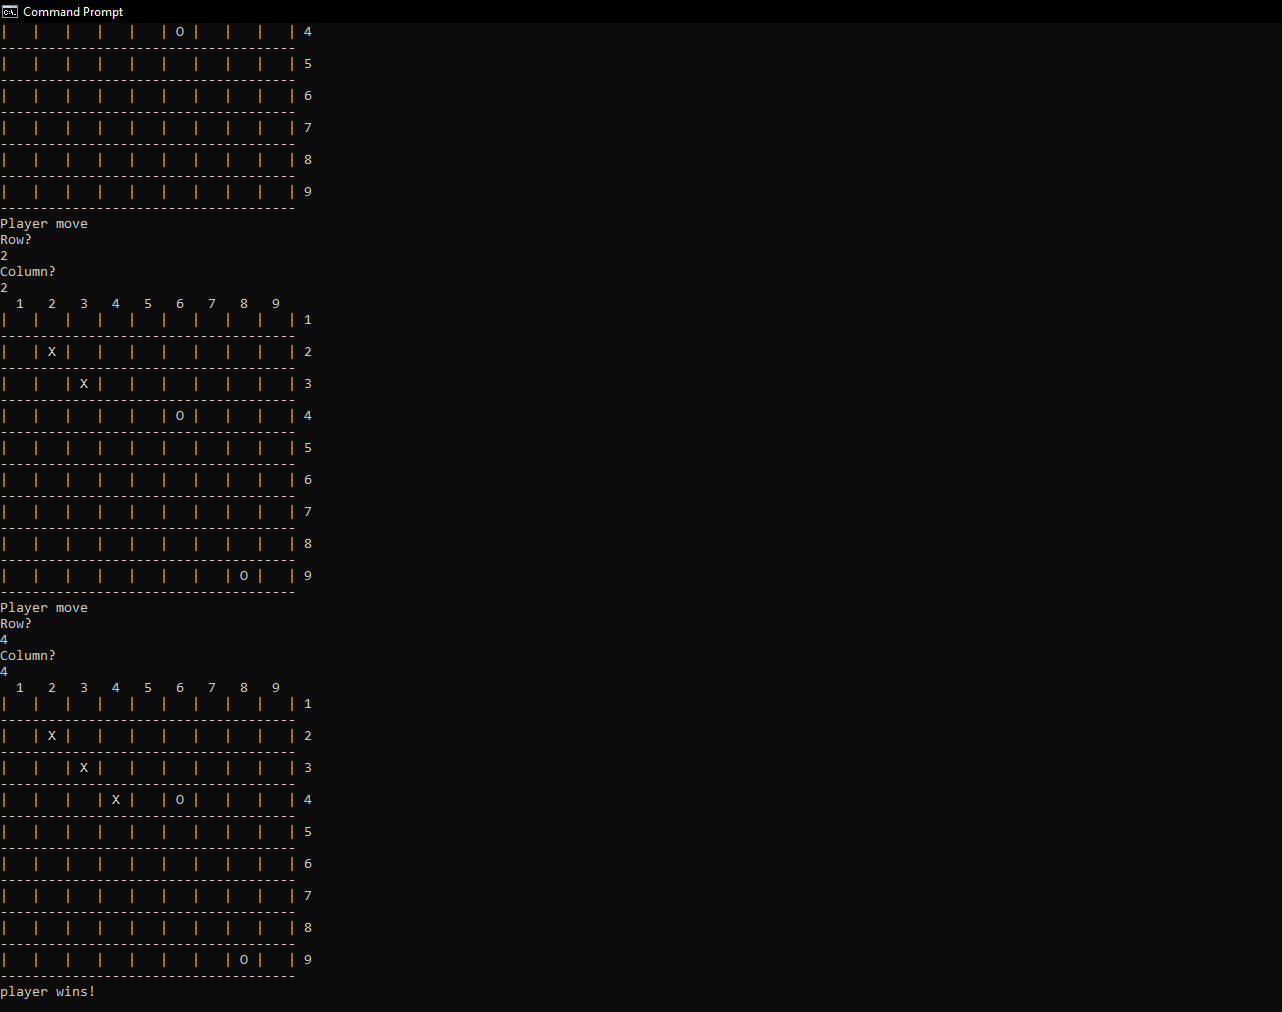 Command Prompt
|   |   |   |   |   | O |   |   |   | 4
-------------------------------------
|   |   |   |   |   |   |   |   |   | 5
-------------------------------------
|   |   |   |   |   |   |   |   |   | 6
-------------------------------------
|   |   |   |   |   |   |   |   |   | 7
-------------------------------------
|   |   |   |   |   |   |   |   |   | 8
-------------------------------------
|   |   |   |   |   |   |   |   |   | 9
-------------------------------------
Player move
Row?
2
Column?
2
  1   2   3   4   5   6   7   8   9
|   |   |   |   |   |   |   |   |   | 1
-------------------------------------
|   | X |   |   |   |   |   |   |   | 2
-------------------------------------
|   |   | X |   |   |   |   |   |   | 3
-------------------------------------
|   |   |   |   |   | O |   |   |   | 4
-------------------------------------
|   |   |   |   |   |   |   |   |   | 5
-------------------------------------
|   |   |   |   |   |   |   |   |   | 6
-------------------------------------
|   |   |   |   |   |   |   |   |   | 7
-------------------------------------
|   |   |   |   |   |   |   |   |   | 8
-------------------------------------
|   |   |   |   |   |   |   | O |   | 9
-------------------------------------
Player move
Row?
4
Column?
4
  1   2   3   4   5   6   7   8   9
|   |   |   |   |   |   |   |   |   | 1
-------------------------------------
|   | X |   |   |   |   |   |   |   | 2
-------------------------------------
|   |   | X |   |   |   |   |   |   | 3
-------------------------------------
|   |   |   | X |   | O |   |   |   | 4
-------------------------------------
|   |   |   |   |   |   |   |   |   | 5
-------------------------------------
|   |   |   |   |   |   |   |   |   | 6
-------------------------------------
|   |   |   |   |   |   |   |   |   | 7
-------------------------------------
|   |   |   |   |   |   |   |   |   | 8
-------------------------------------
|   |   |   |   |   |   |   | O |   | 9
-------------------------------------
player wins!